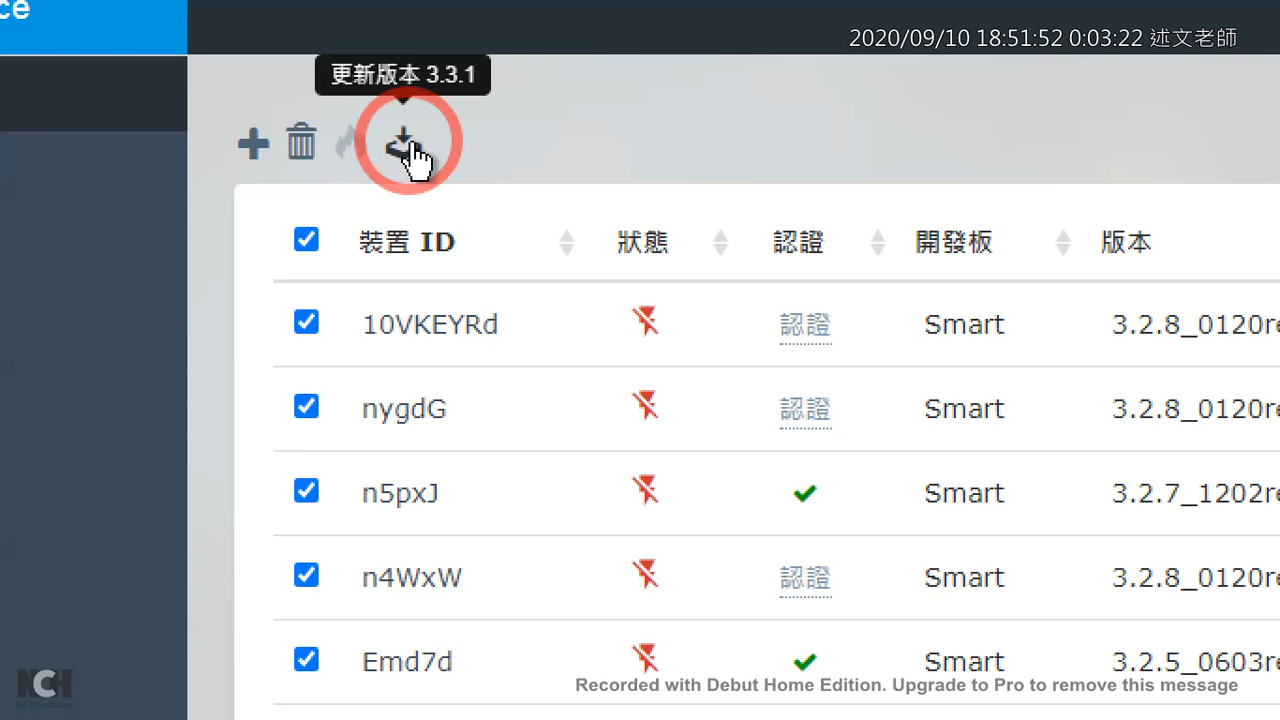 ce
2020/09/10 18:51:52 0:03:22 述文老師
更新版本 3.3.1
裝置 ID 狀態 認證 開發板 版本
10VKEYRd 認證 Smart 3.2.8_0120re
nygdG 認證 Smart 3.2.8_0120re
n5pxJ Smart 3.2.7_1202re
n4WxW 認證 Smart 3.2.8_0120re
Emd7d Smart 3.2.5_0603re
NCH
Recorded with Debut Home Edition. Upgrade to Pro to remove this message